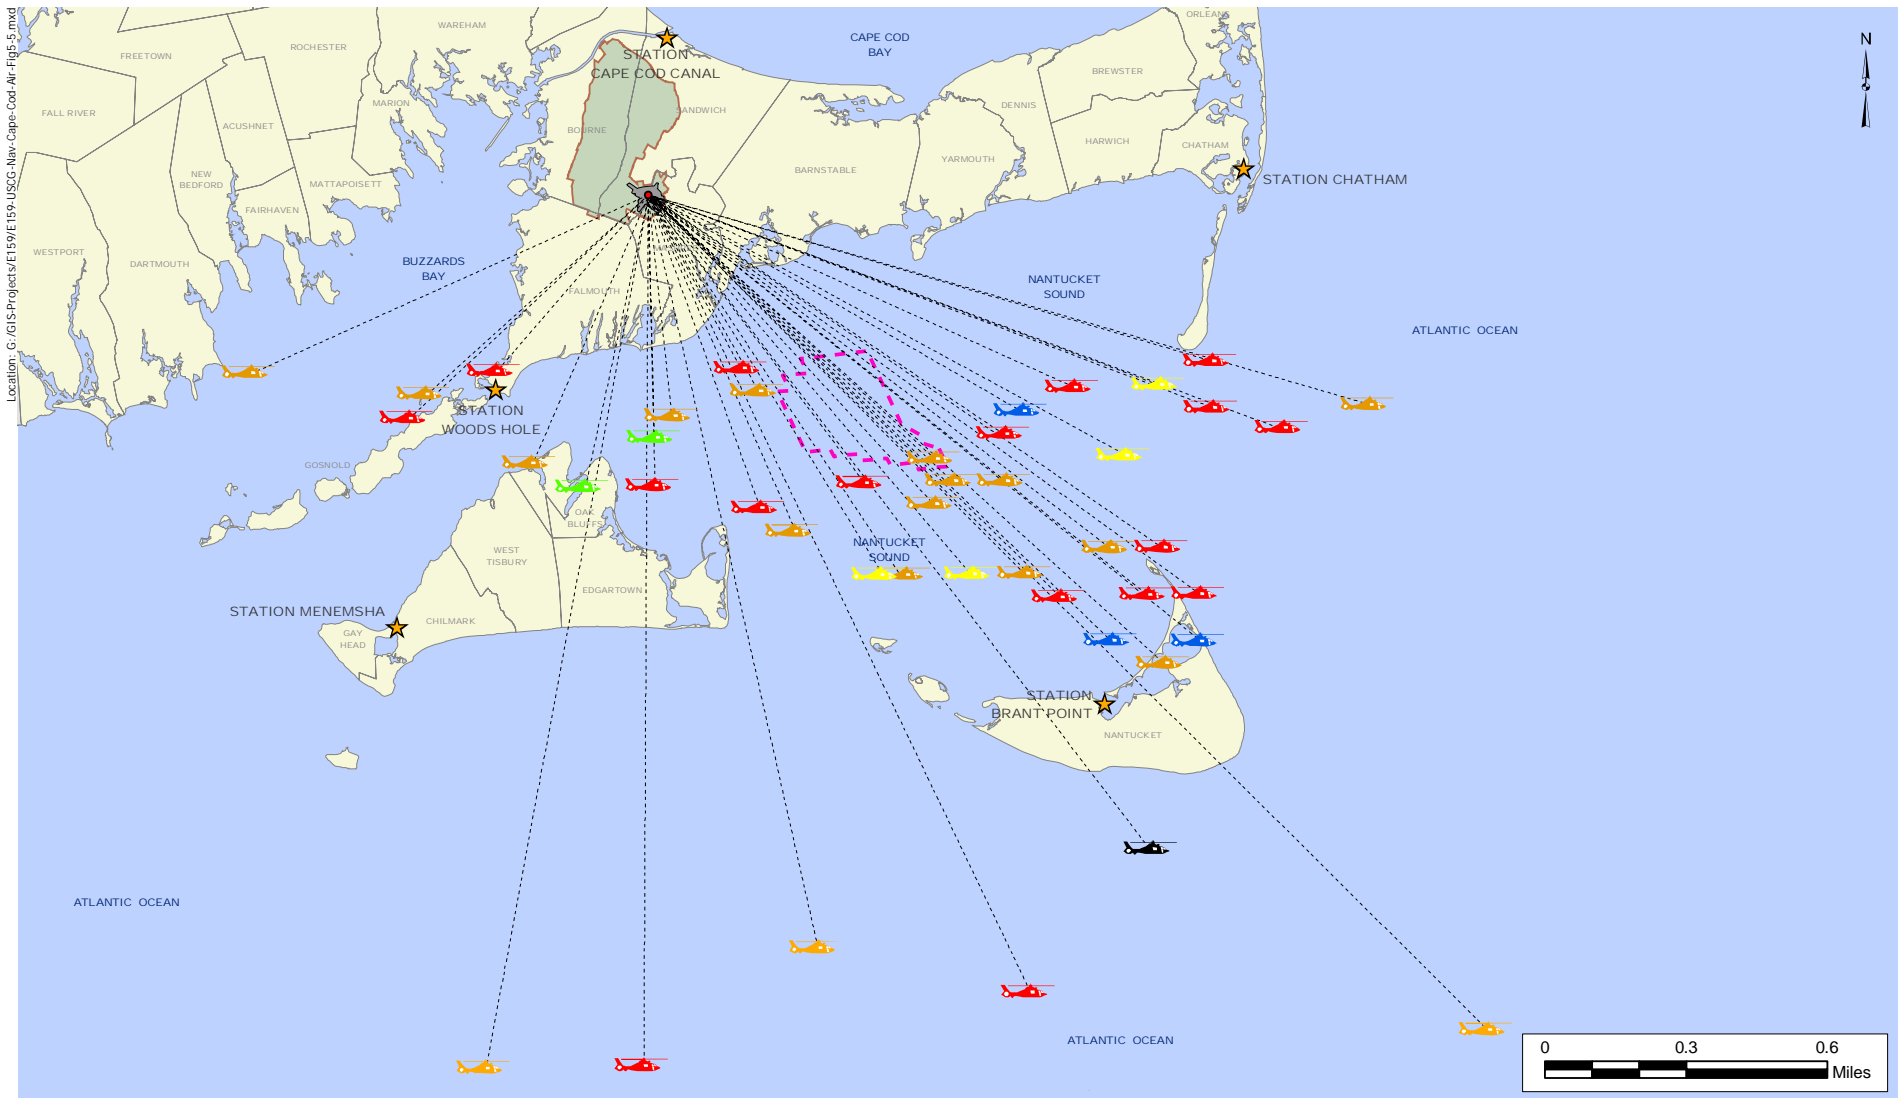 Location: G:/GIS-Projects/E159/E159-USCG-Nav-Cape-Cod-Air-Fig5-5.mxd
ORLEANS
WAREHAM
CAPE COD
BAY
N
ROCHESTER
FREETOWN
STATION
CAPE COD CANAL
BREWSTER
MARION
DENNIS
SANDWICH
FALL RIVER
ACUSHNET
BOURNE
HARWICH
CHATHAM
YARMOUTH
BARNSTABLE
NEW
BEDFORD
MATTAPOISETT
STATION CHATHAM
FAIRHAVEN
WESTPORT
DARTMOUTH
BUZZARDS
BAY
NANTUCKET
SOUND
FALMOUTH
ATLANTIC OCEAN
STATION
WOODS HOLE
GOSNOLD
OAK
BLUFFS
NANTUCKET
SOUND
WEST
TISBURY
EDGARTOWN
STATION MENEMSHA
CHILMARK
GAY
HEAD
STATION
BRANT POINT
NANTUCKET
ATLANTIC OCEAN
ATLANTIC OCEAN
0 0.3 0.6
Miles